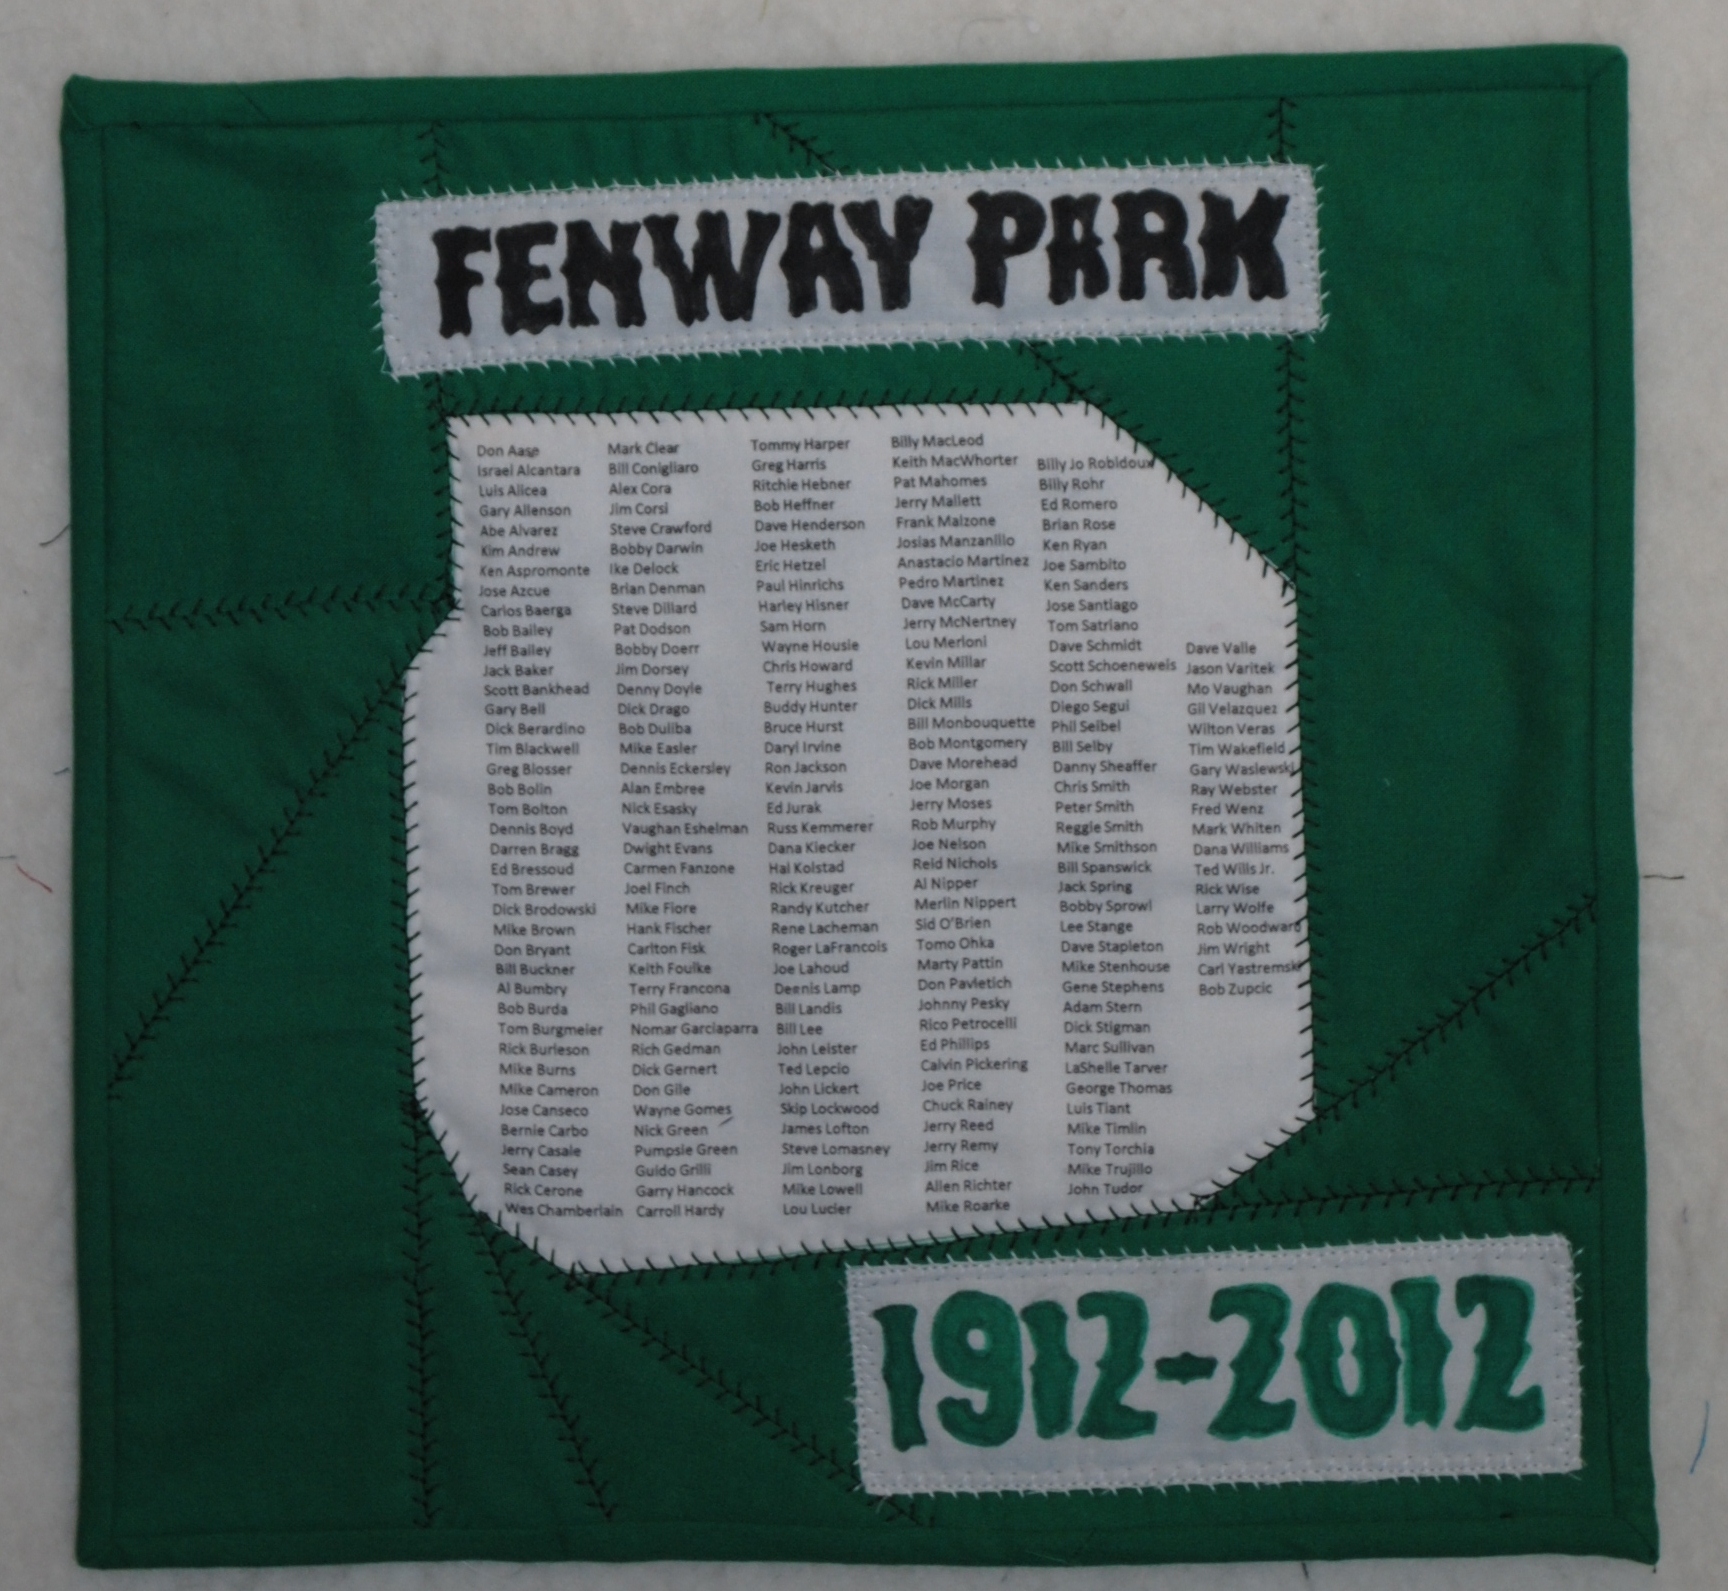 FENWAY PARK
Don Aase
Israel Alcantara
Luis Alicea
Gary Allenson
Abe Alvarez
Kim Andrew
Ken Aspromonte
Jose Azcue
Carlos Baerga
Bob Bailey
Jeff Bailey
Jack Baker
Scott Bankhead
Gary Bell
Dick Berardino
Tim Blackwell
Greg Blosser
Bob Bolin
Tom Bolton
Dennis Boyd
Darren Bragg
Ed Bressoud
Tom Brewer
Dick Brodowski
Mike Brown
Don Bryant
Bill Buckner
Al Bumbry
Bob Burda
Tom Burgmeier
Rick Burleson
Mike Burns
Mike Cameron
Jose Canseco
Bernie Carbo
Jerry Casale
Sean Casey
Rick Cerone
Wes Chamberlain
Mark Clear
Bill Conigliaro
Alex Cora
Jim Corsi
Steve Crawford
Bobby Darwin
Ike Delock
Brian Denman
Steve Dillard
Pat Dodson
Bobby Doerr
Jim Dorsey
Denny Doyle
Dick Drago
Bob Duliba
Mike Easler
Dennis Eckersley
Alan Embree
Nick Esasky
Vaughan Eshelman
Dwight Evans
Carmen Fanzone
Joel Finch
Mike Fiore
Hank Fischer
Carlton Fisk
Keith Foulke
Terry Francona
Phil Gagliano
Nomar Garciaparra
Rich Gedman
Dick Gernert
Don Gile
Wayne Gomes
Nick Green
Pumpsie Green
Guido Grilli
Garry Hancock
Carroll Hardy
Tommy Harper
Greg Harris
Ritchie Hebner
Bob Heffner
Dave Henderson
Joe Hesketh
Eric Hetzel
Paul Hinrichs
Harley Hisner
Sam Horn
Wayne Housie
Chris Howard
Terry Hughes
Buddy Hunter
Bruce Hurst
Daryl Irvine
Ron Jackson
Kevin Jarvis
Ed Jurak
Russ Kemmerer
Dana Kiecker
Hal Kolstad
Rick Kreuger
Randy Kutcher
Rene Lacheman
Roger LaFrancois
Joe Lahoud
Dennis Lamp
Bill Landis
Bill Lee
John Leister
Ted Lepcio
John Lickert
Skip Lockwood
James Lofton
Steve Lomasney
Jim Lonborg
Mike Lowell
Lou Lucier
Billy MacLeod
Keith MacWhorter
Pat Mahomes
Jerry Mallett
Frank Malzone
Josias Manzanillo
Anastacio Martinez
Pedro Martinez
Dave McCarty
Jerry McNertney
Lou Merloni
Kevin Millar
Rick Miller
Dick Mills
Bill Monbouquette
Bob Montgomery
Dave Morehead
Joe Morgan
Jerry Moses
Rob Murphy
Joe Nelson
Reid Nichols
Al Nipper
Merlin Nippert
Sid O'Brien
Tomo Ohka
Marty Pattin
Don Pavletich
Johnny Pesky
Rico Petrocelli
Ed Phillips
Calvin Pickering
Joe Price
Chuck Rainey
Jerry Reed
Jerry Remy
Jim Rice
Allen Richter
Mike Roarke
Billy Jo Robidoux
Billy Rohr
Ed Romero
Brian Rose
Ken Ryan
Joe Sambito
Ken Sanders
Jose Santiago
Tom Satriano
Dave Schmidt
Scott Schoeneweis
Don Schwall
Diego Segui
Phil Seibel
Bill Selby
Danny Sheaffer
Chris Smith
Peter Smith
Reggie Smith
Mike Smithson
Bill Spanswick
Jack Spring
Bobby Sprowl
Lee Stange
Dave Stapleton
Mike Stenhouse
Gene Stephens
Adam Stern
Dick Stigman
Marc Sullivan
LaShelle Tarver
George Thomas
Luis Tiant
Mike Timlin
Tony Torchia
Mike Trujillo
John Tudor
Dave Valle
Jason Varitek
Mo Vaughan
Gil Velazquez
Wilton Veras
Tim Wakefield
Gary Waslewski
Ray Webster
Fred Wenz
Mark Whiten
Dana Williams
Ted Wills Jr.
Rick Wise
Larry Wolfe
Rob Woodward
Jim Wright
Carl Yastremski
Bob Zupcic
1912-2012